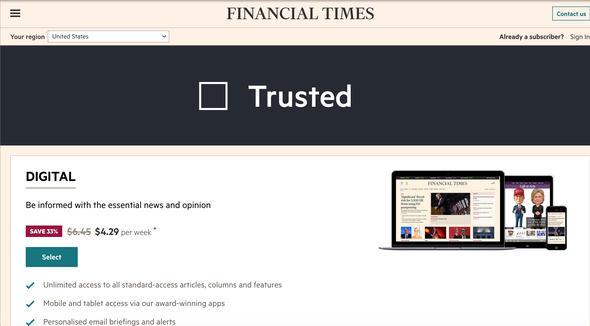 FINANCIAL TIMES
Contact us
Your region
United States
Already a subscriber?
Sign In
Trusted
DIGITAL
Be informed with the essential news and opinion
SAVE 33% $6.45 $4.29 per week *
Select
Unlimited access to all standard-access articles, columns and features
Mobile and tablet access via our award-winning apps
Personalised email briefings and alerts
FINANCIAL TIMES